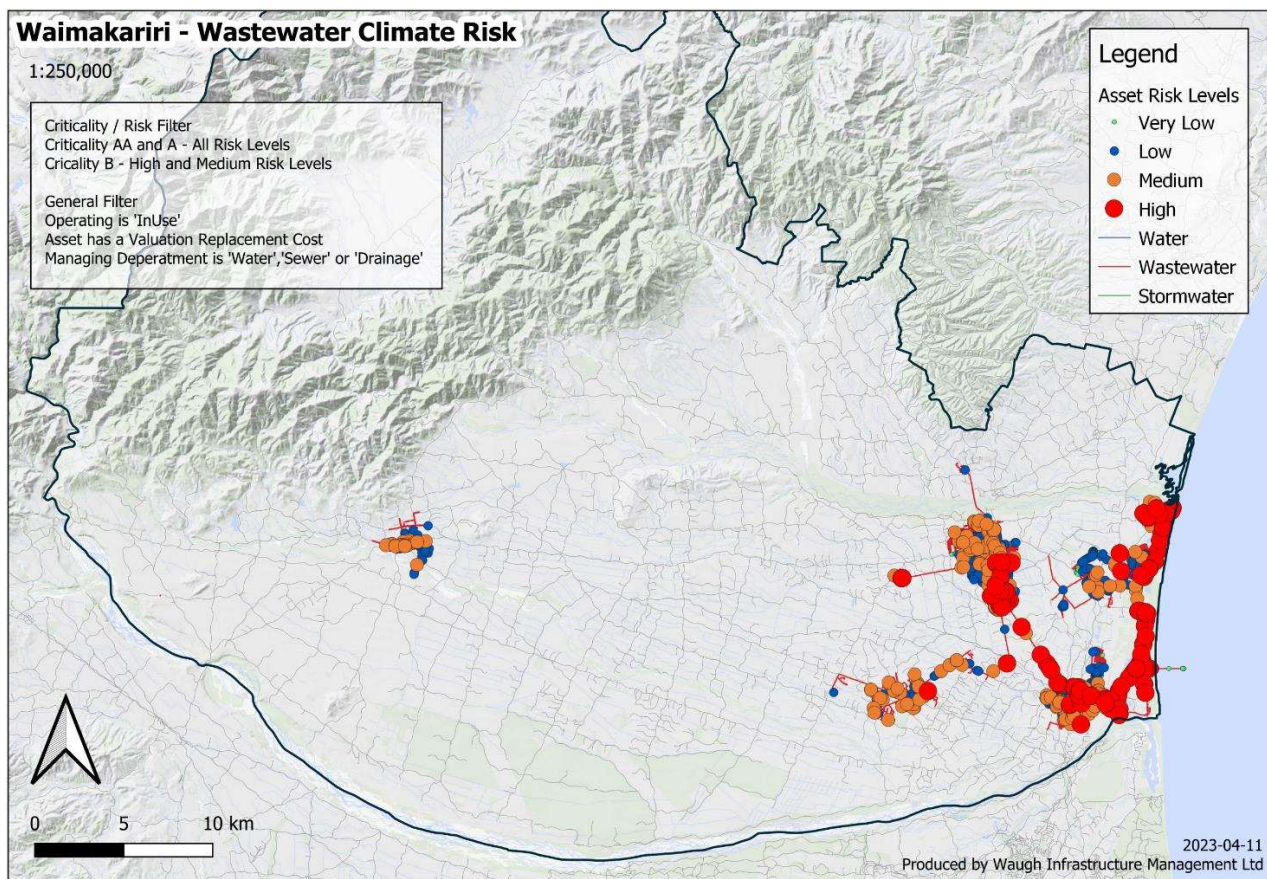 Waimakariri - Wastewater Climate Risk
1:250,000
Criticality / Risk Filter
Criticality AA and A - All Risk Levels
Cricality B - High and Medium Risk Levels
General Filter
Operating is 'InUse'
Asset has a Valuation Replacement Cost
Managing Deperatment is 'Water','Sewer' or 'Drainage'
Legend
Asset Risk Levels
Very Low
Low
Medium
High
Water
Wastewater
Stormwater
0 5 10 km
2023-04-11
Produced by Waugh Infrastructure Management Ltd